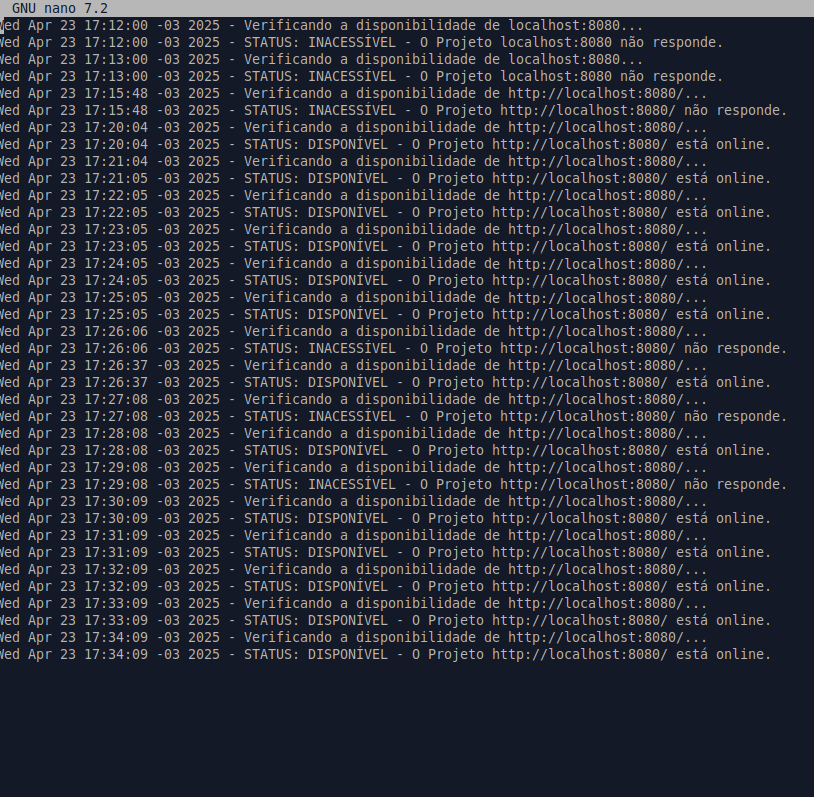 GNU nano 7.2
Wed Apr 23 17:12:00 -03 2025 - Verificando a disponibilidade de localhost:8080...
Wed Apr 23 17:12:00 -03 2025 - STATUS: INACESSÍVEL - O Projeto localhost:8080 não responde.
Wed Apr 23 17:13:00 -03 2025 - Verificando a disponibilidade de localhost:8080...
Wed Apr 23 17:13:00 -03 2025 - STATUS: INACESSÍVEL - O Projeto localhost:8080 não responde.
Wed Apr 23 17:15:48 -03 2025 - Verificando a disponibilidade de http://localhost:8080/...
Wed Apr 23 17:15:48 -03 2025 - STATUS: INACESSÍVEL - O Projeto http://localhost:8080/ não responde.
Wed Apr 23 17:20:04 -03 2025 - Verificando a disponibilidade de http://localhost:8080/...
Wed Apr 23 17:20:04 -03 2025 - STATUS: DISPONÍVEL - O Projeto http://localhost:8080/ está online.
Wed Apr 23 17:21:04 -03 2025 - Verificando a disponibilidade de http://localhost:8080/...
Wed Apr 23 17:21:05 -03 2025 - STATUS: DISPONÍVEL - O Projeto http://localhost:8080/ está online.
Wed Apr 23 17:22:05 -03 2025 - Verificando a disponibilidade de http://localhost:8080/...
Wed Apr 23 17:22:05 -03 2025 - STATUS: DISPONÍVEL - O Projeto http://localhost:8080/ está online.
Wed Apr 23 17:23:05 -03 2025 - Verificando a disponibilidade de http://localhost:8080/...
Wed Apr 23 17:23:05 -03 2025 - STATUS: DISPONÍVEL - O Projeto http://localhost:8080/ está online.
Wed Apr 23 17:24:05 -03 2025 - Verificando a disponibilidade de http://localhost:8080/...
Wed Apr 23 17:24:05 -03 2025 - STATUS: DISPONÍVEL - O Projeto http://localhost:8080/ está online.
Wed Apr 23 17:25:05 -03 2025 - Verificando a disponibilidade de http://localhost:8080/...
Wed Apr 23 17:25:05 -03 2025 - STATUS: DISPONÍVEL - O Projeto http://localhost:8080/ está online.
Wed Apr 23 17:26:06 -03 2025 - Verificando a disponibilidade de http://localhost:8080/...
Wed Apr 23 17:26:06 -03 2025 - STATUS: INACESSÍVEL - O Projeto http://localhost:8080/ não responde.
Wed Apr 23 17:26:37 -03 2025 - Verificando a disponibilidade de http://localhost:8080/...
Wed Apr 23 17:26:37 -03 2025 - STATUS: DISPONÍVEL - O Projeto http://localhost:8080/ está online.
Wed Apr 23 17:27:08 -03 2025 - Verificando a disponibilidade de http://localhost:8080/...
Wed Apr 23 17:27:08 -03 2025 - STATUS: INACESSÍVEL - O Projeto http://localhost:8080/ não responde.
Wed Apr 23 17:28:08 -03 2025 - Verificando a disponibilidade de http://localhost:8080/...
Wed Apr 23 17:28:08 -03 2025 - STATUS: DISPONÍVEL - O Projeto http://localhost:8080/ está online.
Wed Apr 23 17:29:08 -03 2025 - Verificando a disponibilidade de http://localhost:8080/...
Wed Apr 23 17:29:08 -03 2025 - STATUS: INACESSÍVEL - O Projeto http://localhost:8080/ não responde.
Wed Apr 23 17:30:09 -03 2025 - Verificando a disponibilidade de http://localhost:8080/...
Wed Apr 23 17:30:09 -03 2025 - STATUS: DISPONÍVEL - O Projeto http://localhost:8080/ está online.
Wed Apr 23 17:31:09 -03 2025 - Verificando a disponibilidade de http://localhost:8080/...
Wed Apr 23 17:31:09 -03 2025 - STATUS: DISPONÍVEL - O Projeto http://localhost:8080/ está online.
Wed Apr 23 17:32:09 -03 2025 - Verificando a disponibilidade de http://localhost:8080/...
Wed Apr 23 17:32:09 -03 2025 - STATUS: DISPONÍVEL - O Projeto http://localhost:8080/ está online.
Wed Apr 23 17:33:09 -03 2025 - Verificando a disponibilidade de http://localhost:8080/...
Wed Apr 23 17:33:09 -03 2025 - STATUS: DISPONÍVEL - O Projeto http://localhost:8080/ está online.
Wed Apr 23 17:34:09 -03 2025 - Verificando a disponibilidade de http://localhost:8080/...
Wed Apr 23 17:34:09 -03 2025 - STATUS: DISPONÍVEL - O Projeto http://localhost:8080/ está online.